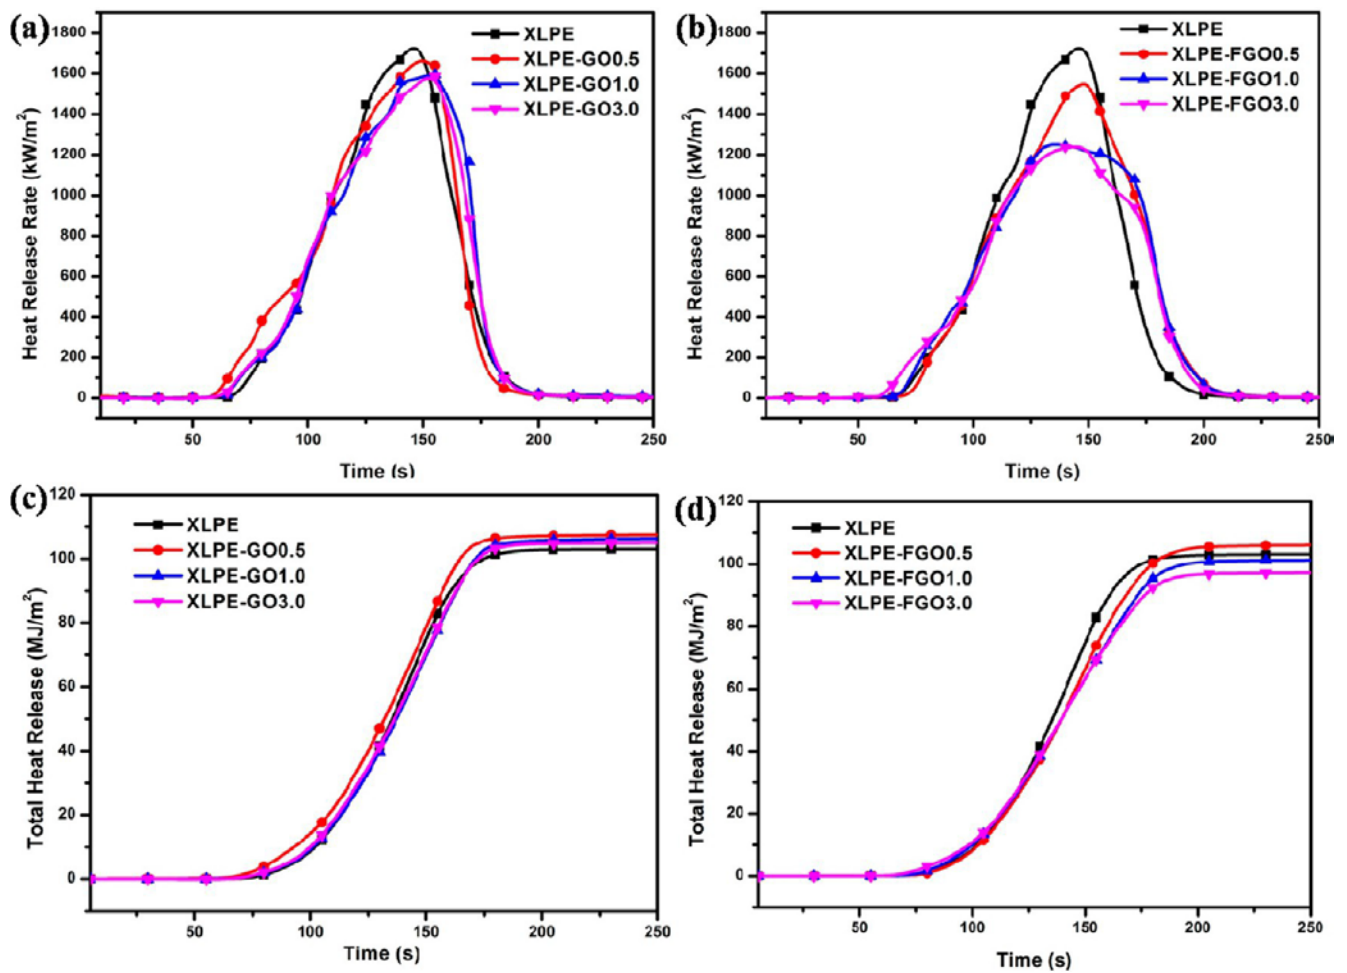 (a)
XLPE
XLPE-GO0.5
XLPE-GO1.0
XLPE-GO3.0
1800
1600
1400
1200
1000
800
600
400
200
0
Heat Release Rate (kW/m²)
50 100 150 200 250
Time (s)
(b)
XLPE
XLPE-FGO0.5
XLPE-FGO1.0
XLPE-FGO3.0
1800
1600
1400
1200
1000
800
600
400
200
0
Heat Release Rate (kW/m²)
50 100 150 200 250
Time (s)
(c)
XLPE
XLPE-GO0.5
XLPE-GO1.0
XLPE-GO3.0
120
100
80
60
40
20
0
Total Heat Release (MJ/m²)
50 100 150 200 250
Time (s)
(d)
XLPE
XLPE-FGO0.5
XLPE-FGO1.0
XLPE-FGO3.0
120
100
80
60
40
20
0
Total Heat Release (MJ/m²)
50 100 150 200 250
Time (s)